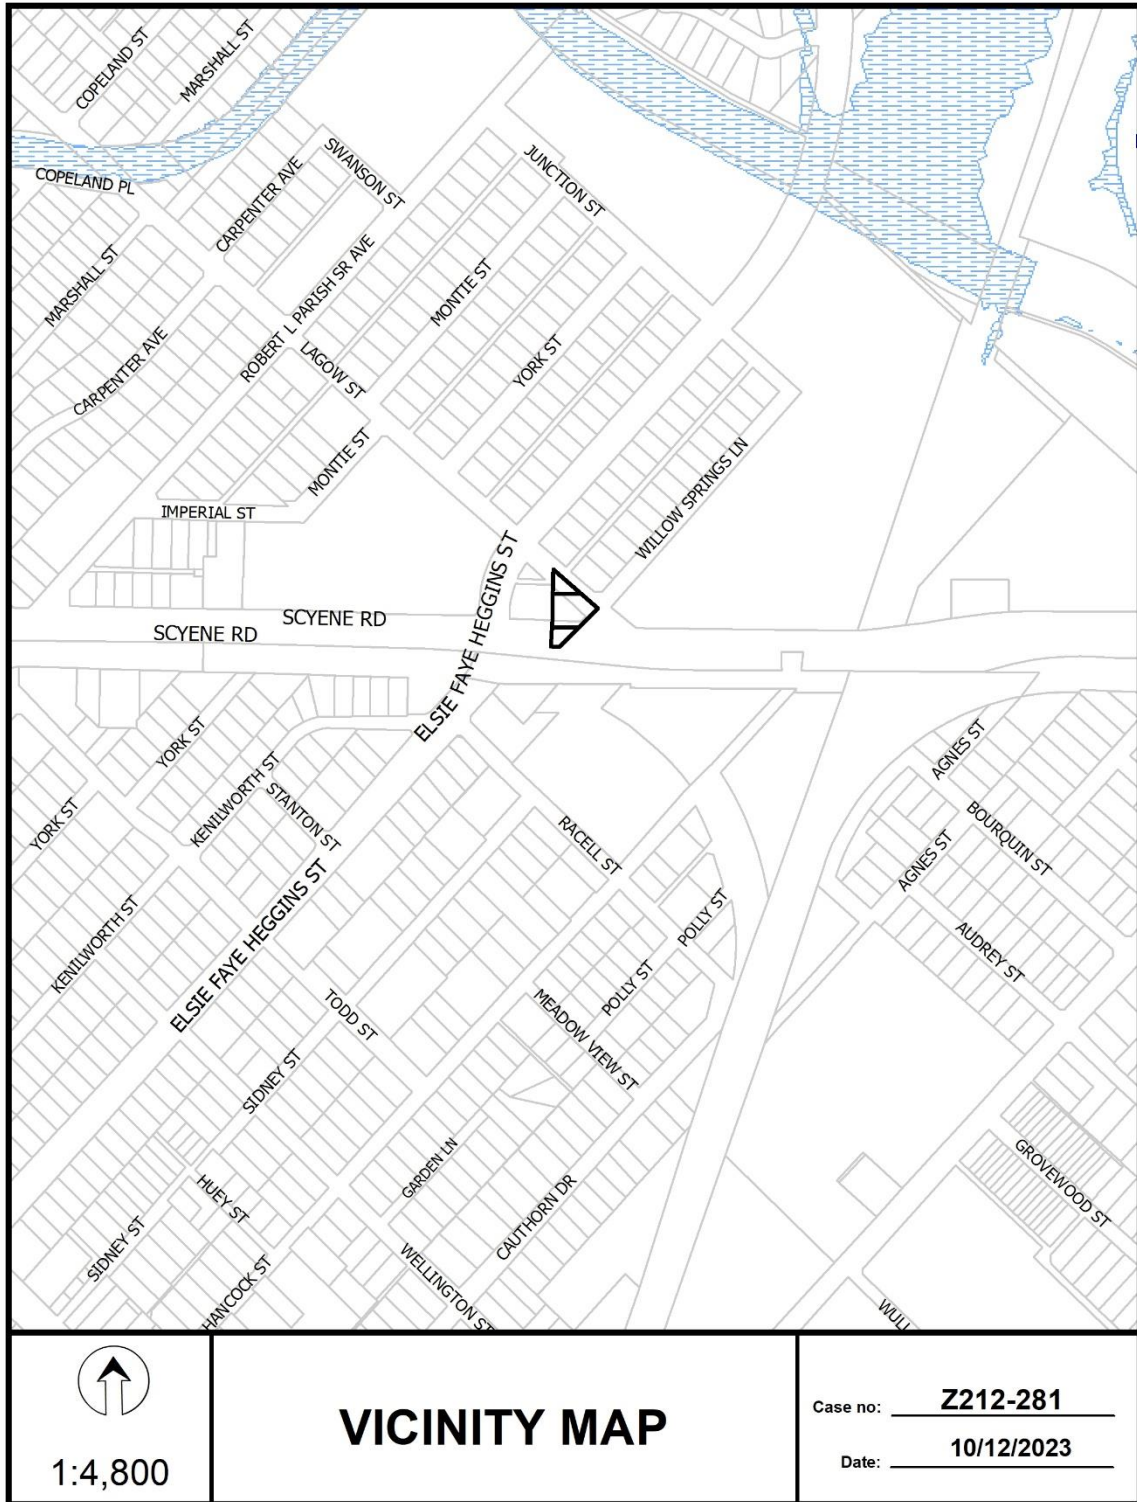 COPELAND ST
MARSHALL ST
COPELAND PL
CARPENTER AVE
SWANSON ST
JUNCTION ST
MARSHALL ST
ROBERT L PARISH SR AVE
MONTIE ST
CARPENTER AVE
LAGOW ST
YORK ST
MONTIE ST
WILLOW SPRINGS LN
IMPERIAL ST
ELSIE FAYE HEGGINS ST
SCYENE RD
SCYENE RD
YORK ST
KENILWORTH ST
STANTON ST
YORK ST
AGNES ST
BOURQUIN ST
RACELL ST
AGNES ST
KENILWORTH ST
ELSIE FAYE HEGGINS ST
POLLY ST
AUDREY ST
POLLY ST
TODD ST
MEADOW VIEW ST
SIDNEY ST
GARDEN LN
GROVEWOOD ST
HUEY ST
CAUTHORN DR
SIDNEY ST
HANCOCK ST
WELLINGTON ST
1:4,800
VICINITY MAP
Case no: Z212-281
Date: 10/12/2023